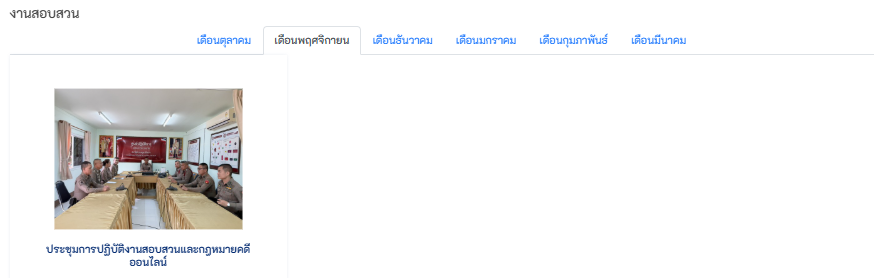 งานสอบสวน
เดือนตุลาคม เดือนพฤศจิกายน เดือนธันวาคม เดือนมกราคม เดือนกุมภาพันธ์ เดือนมีนาคม
ประชุมการปฏิบัติงานสอบสวนและกฎหมายคดี
ออนไลน์